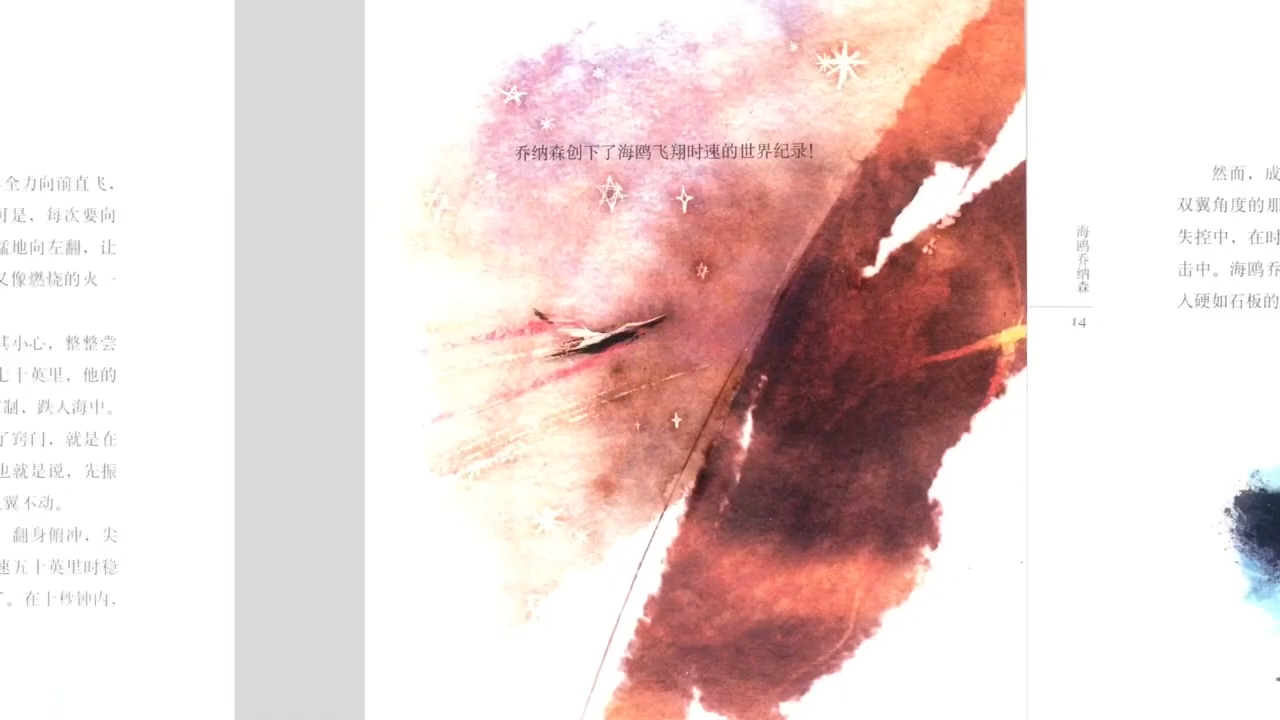 全力向前直飞,
可是, 每次要向
猛地向左翻, 让
又像燃烧的火一
其小心, 整整尝
七十英里, 他的
制, 跌入海中。
了窍门, 就是在
也就是说, 先振
翼不动。
翻身俯冲, 尖
速五十英里时稳
。在十秒钟内,
乔纳森创下了海鸥飞翔时速的世界纪录!
海鸥乔纳森
14
然而, 成
双翼角度的那
失控中, 在时
击中。海鸥乔
人硬如石板的